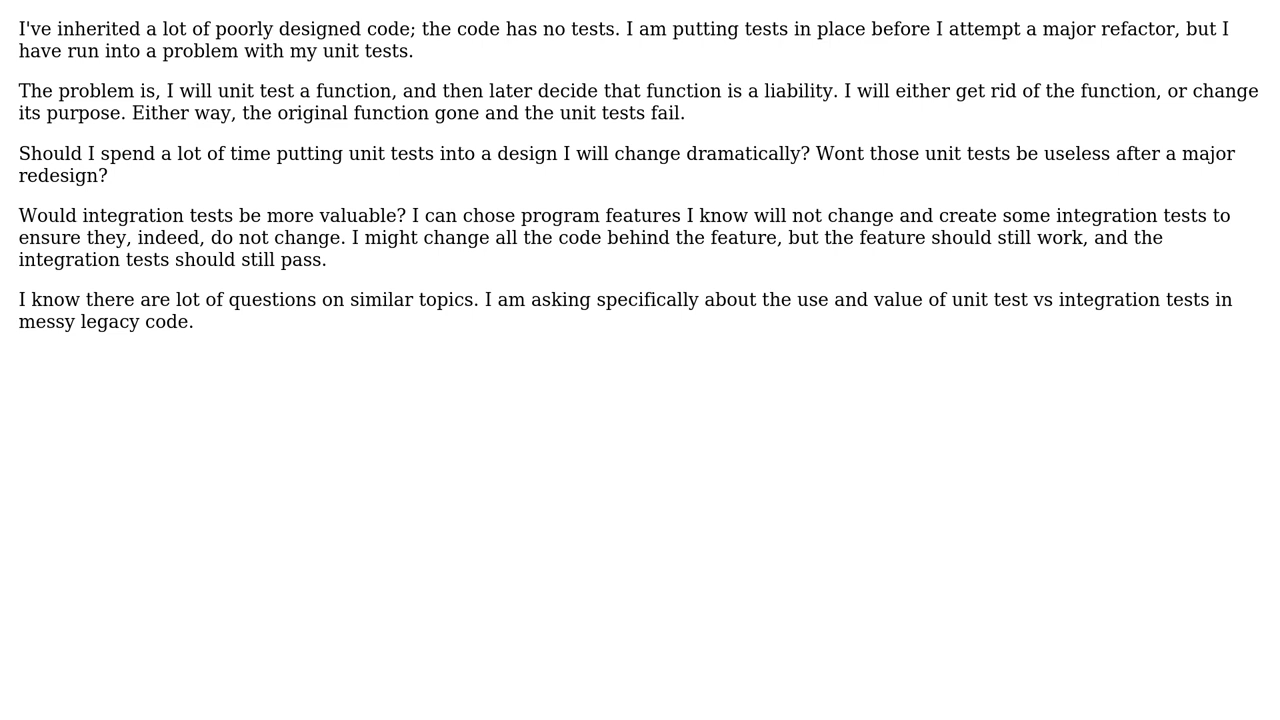 I've inherited a lot of poorly designed code; the code has no tests. I am putting tests in place before I attempt a major refactor, but I
have run into a problem with my unit tests.
The problem is, I will unit test a function, and then later decide that function is a liability. I will either get rid of the function, or change
its purpose. Either way, the original function gone and the unit tests fail.
Should I spend a lot of time putting unit tests into a design I will change dramatically? Wont those unit tests be useless after a major
redesign?
Would integration tests be more valuable? I can chose program features I know will not change and create some integration tests to
ensure they, indeed, do not change. I might change all the code behind the feature, but the feature should still work, and the
integration tests should still pass.
I know there are lot of questions on similar topics. I am asking specifically about the use and value of unit test vs integration tests in
messy legacy code.